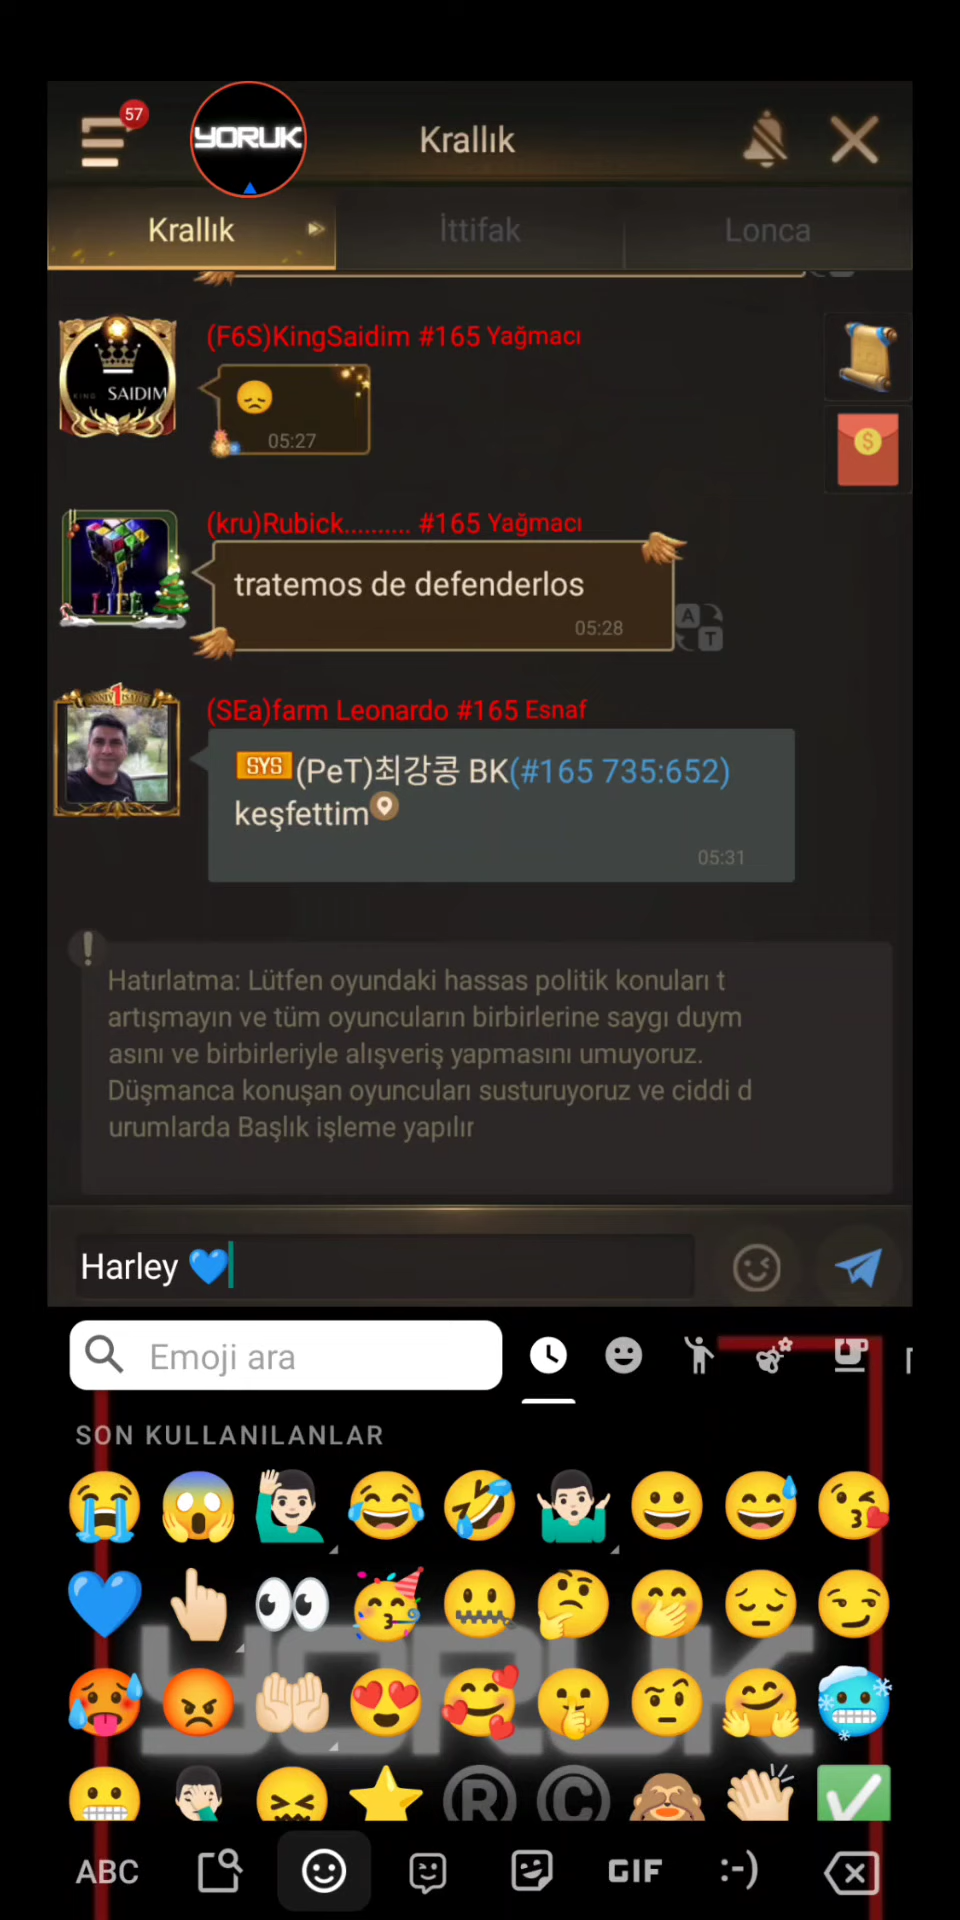 57
YORUK
Krallık
Krallık
İttifak
Lonca
(F6S)KingSaidim #165 Yağmacı
KING SAIDIM
05:27
(kru)Rubick.......... #165 Yağmacı
LIFE
tratemos de defenderlos
05:28
A
T
(SEa)farm Leonardo #165 Esnaf
SYS (PeT)최강콩 BK(#165 735:652)
keşfettim
05:31
Hatırlatma: Lütfen oyundaki hassas politik konuları t
artışmayın ve tüm oyuncuların birbirlerine saygı duym
asını ve birbirleriyle alışveriş yapmasını umuyoruz.
Düşmanca konuşan oyuncuları susturuyoruz ve ciddi d
urumlarda Başlık işleme yapılır
Harley 💙
Emoji ara
SON KULLANILANLAR
YORUK
ABC
GIF
:-)